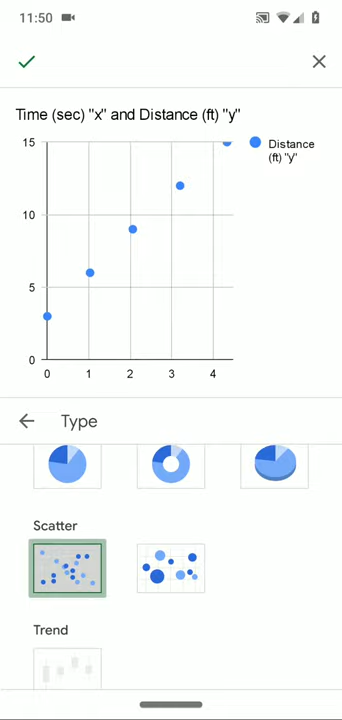 11:50
Time (sec) "x" and Distance (ft) "y"
15
10
5
0
0 1 2 3 4
Distance
(ft) "y"
Type
Scatter
Trend